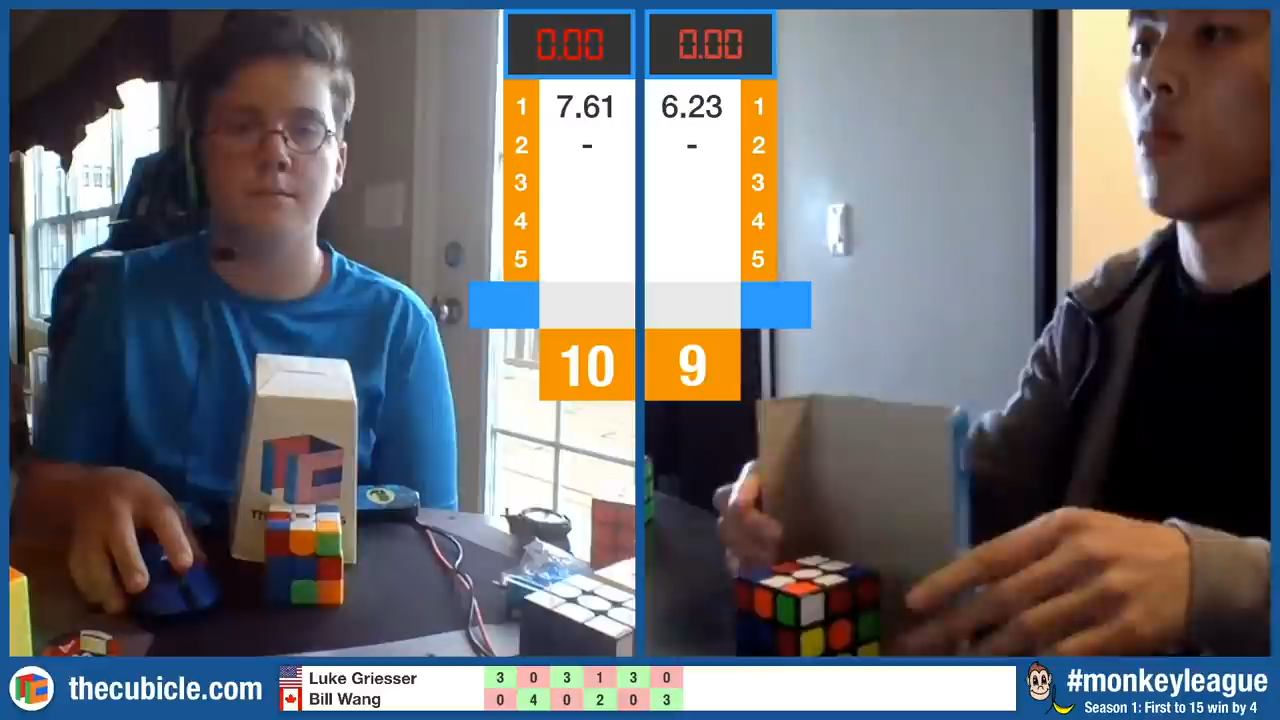 0.00 0.00
1 7.61 6.23 1
2 - - 2
3 3
4 4
5 5
10 9
thecubicle.com
Luke Griesser 3 0 3 1 3 0
Bill Wang 0 4 0 2 0 3
#monkeyleague
Season 1: First to 15 win by 4